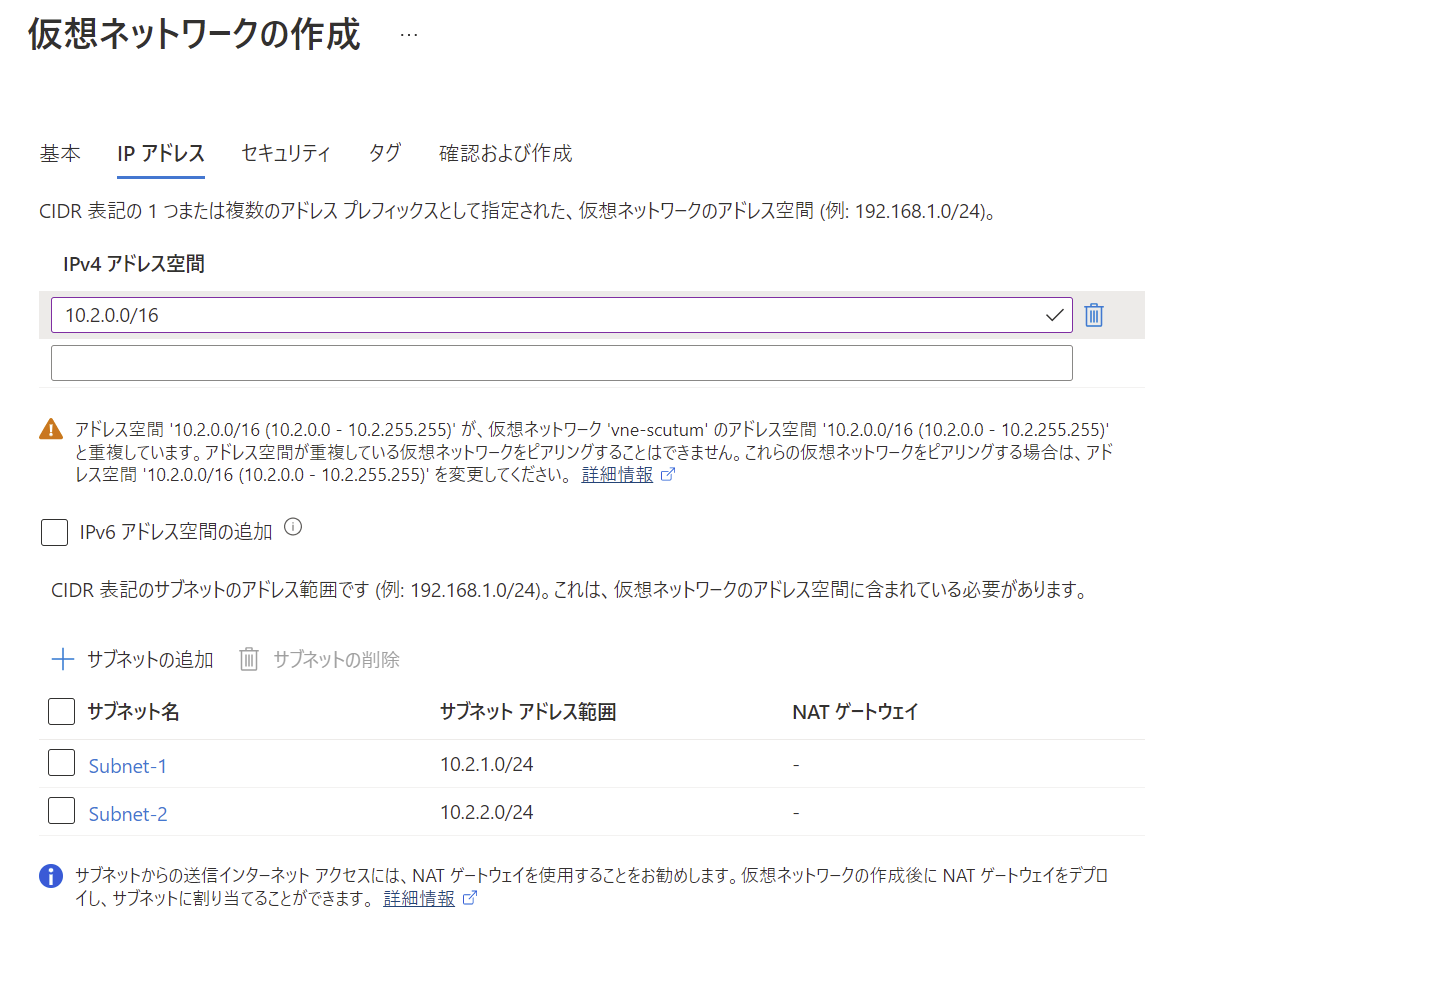 仮想ネットワークの作成 …
基本 IP アドレス セキュリティ タグ 確認および作成
CIDR 表記の 1 つまたは複数のアドレス プレフィックスとして指定された、仮想ネットワークのアドレス空間 (例: 192.168.1.0/24)。
IPv4 アドレス空間
10.2.0.0/16
アドレス空間 '10.2.0.0/16 (10.2.0.0 - 10.2.255.255)' が、仮想ネットワーク 'vne-scutum' のアドレス空間 '10.2.0.0/16 (10.2.0.0 - 10.2.255.255)'
と重複しています。アドレス空間が重複している仮想ネットワークをピアリングすることはできません。これらの仮想ネットワークをピアリングする場合は、アド
レス空間 '10.2.0.0/16 (10.2.0.0 - 10.2.255.255)' を変更してください。 詳細情報
IPv6 アドレス空間の追加
CIDR 表記のサブネットのアドレス範囲です (例: 192.168.1.0/24)。これは、仮想ネットワークのアドレス空間に含まれている必要があります。
サブネットの追加 サブネットの削除
サブネット名 サブネット アドレス範囲 NAT ゲートウェイ
Subnet-1 10.2.1.0/24 -
Subnet-2 10.2.2.0/24 -
サブネットからの送信インターネット アクセスには、NAT ゲートウェイを使用することをお勧めします。仮想ネットワークの作成後に NAT ゲートウェイをデプロ
イし、サブネットに割り当てることができます。 詳細情報